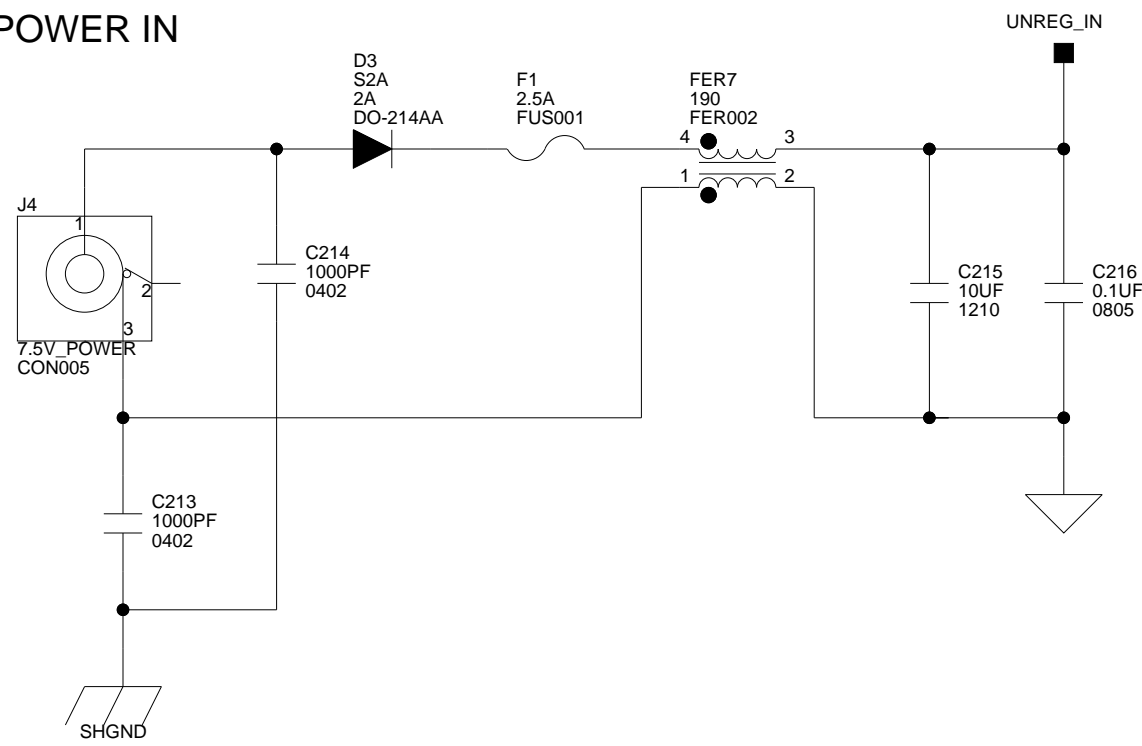 POWER IN
UNREG_IN
D3
S2A
2A
DO-214AA
F1
2.5A
FUS001
FER7
190
FER002
4
3
1
2
J4
1
2
3
7.5V_POWER
CON005
C214
1000PF
0402
C215
10UF
1210
C216
0.1UF
0805
C213
1000PF
0402
SHGND